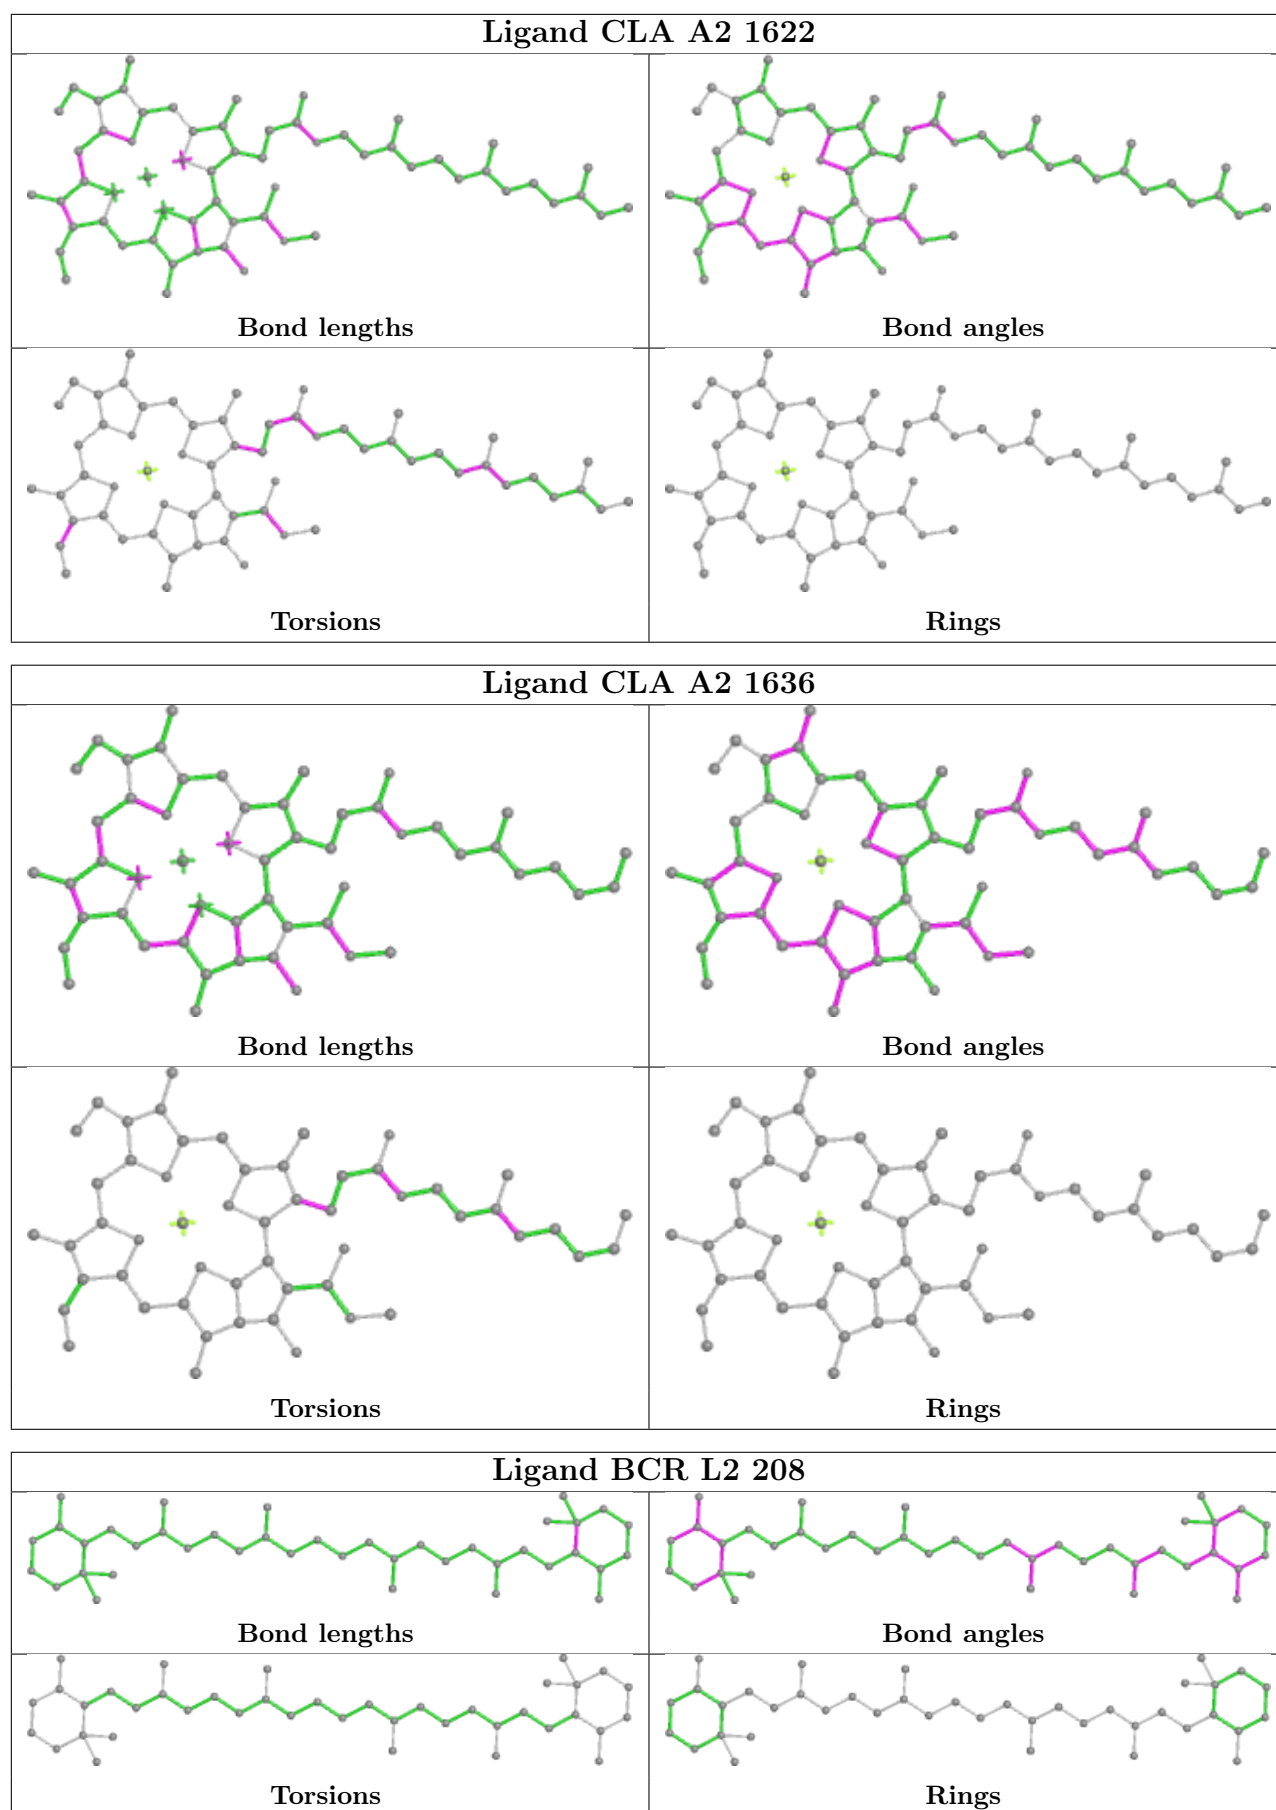 Ligand CLA A2 1622
Bond lengths
Bond angles
Torsions
Rings
Ligand CLA A2 1636
Bond lengths
Bond angles
Torsions
Rings
Ligand BCR L2 208
Bond lengths
Bond angles
Torsions
Rings